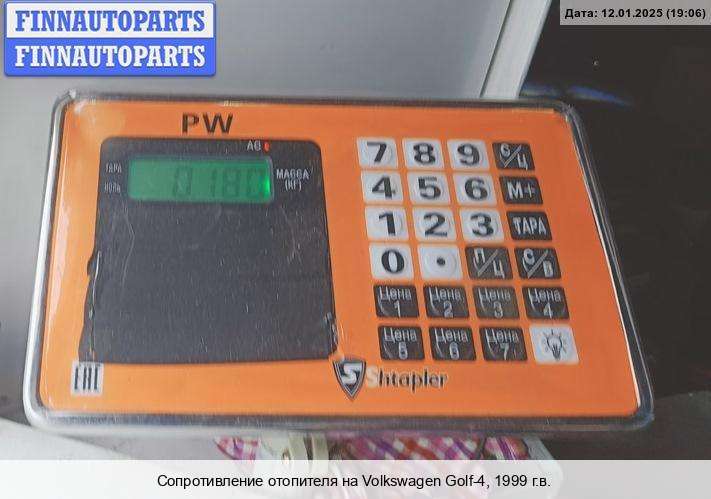 FINNAUTOPARTS
FINNAUTOPARTS
Дата: 12.01.2025 (19:06)
PW
АС
ТАРА
НОЛЬ
0.180
МАССА
(КГ)
7 8 9 С/Ц
4 5 6 М+
1 2 3 ТАРА
0 . П/Ц С/В
Цена 1 Цена 2 Цена 3 Цена 4
Цена 5 Цена 6 Цена 7
EAC
S Shtapler
Сопротивление отопителя на Volkswagen Golf-4, 1999 г.в.